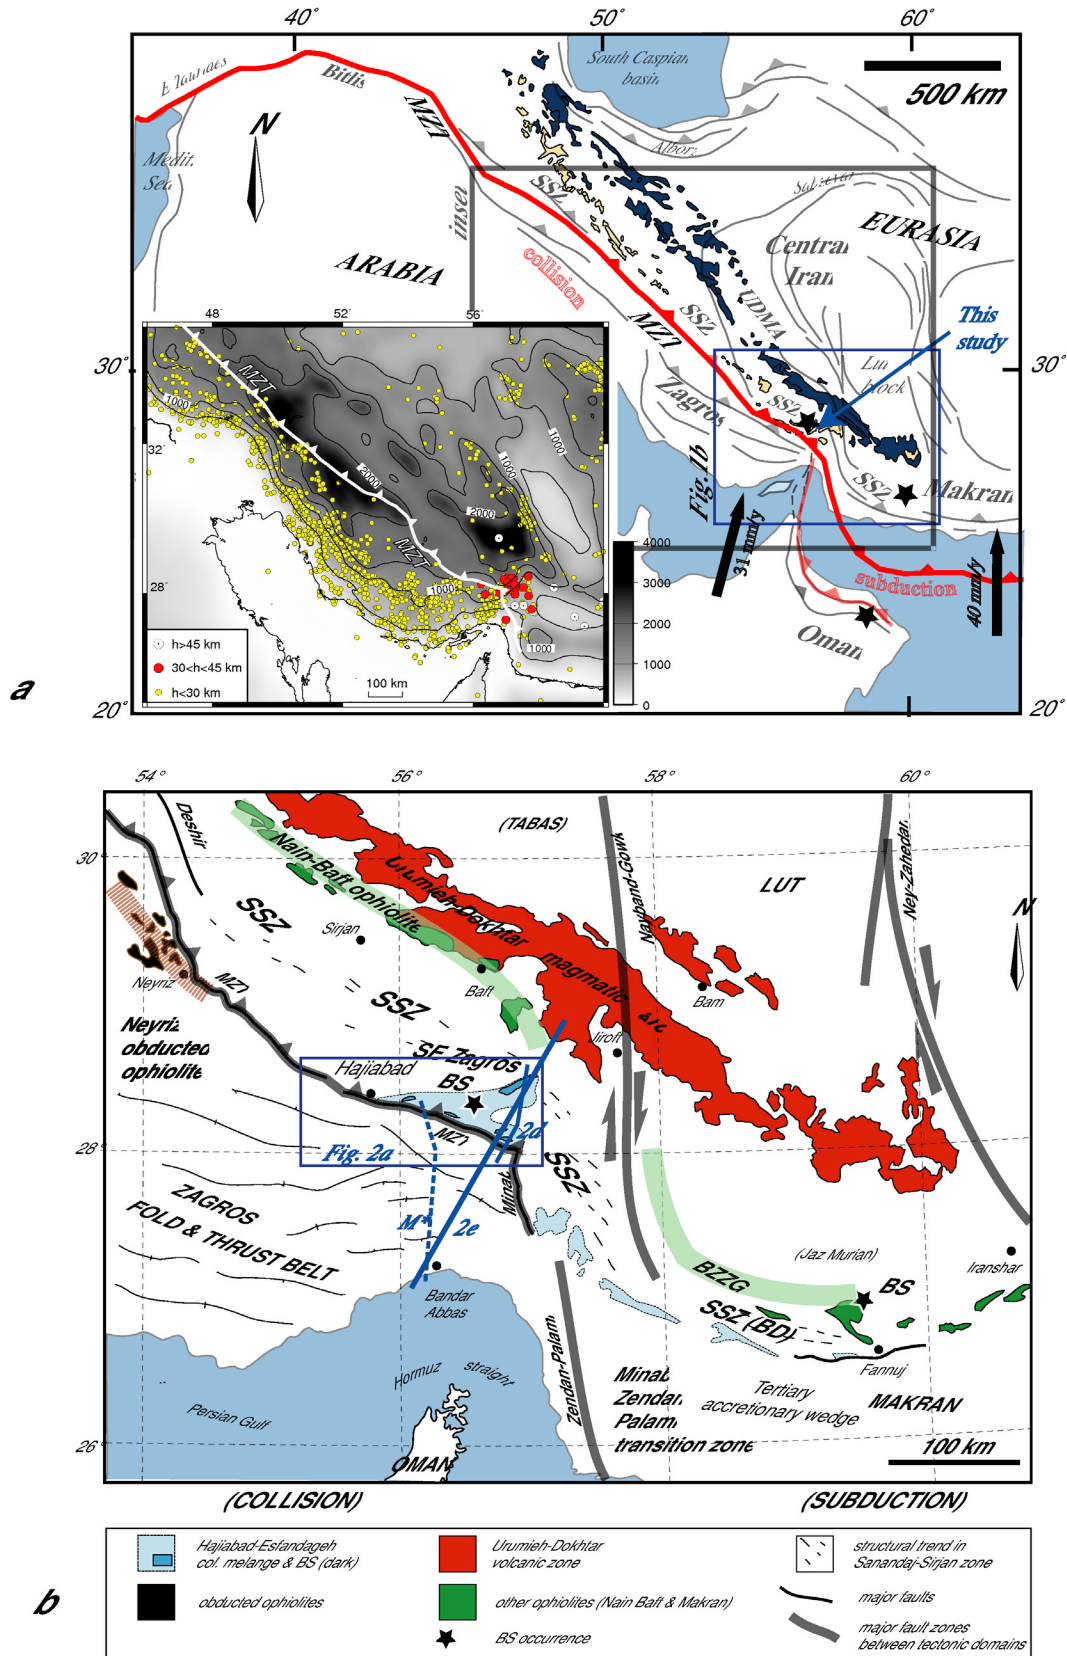 40°
50°
60°
South Caspian
basin
500 km
Bitlis
N
Medit.
Sea
inset
SSZ
EURASIA
Central
Iran
ARABIA
collision
UDMA
SSZ
This
study
30°
30°
Lut
block
Zagros
SSZ
Fig.1b
SSZ
Makran
31 mm/y
subduction
40 mm/y
Oman
a
20°
20°
48°
52°
56°
MZT
1000
32°
2000
1000
1000
2000
MZT
28°
1000
1000
h>45 km
30<h<45 km
h<30 km
100 km
4000
3000
2000
1000
0
54°
56°
58°
60°
(TABAS)
Deshir
30°
Nain-Baft ophiolite
Urumieh-Dokhtar
magmatic
arc
Nayband-Gowk
LUT
N
SSZ
Sirjan
Neyriz
Baft
Bam
SSZ
Jiroft
Neyriz
obducted
ophiolite
SE Zagros
BS
Hajiabad
28°
Fig. 2a
2d
SSZ
Minab
ZAGROS
FOLD & THRUST BELT
M*
2e
(Jaz Murian)
Iranshar
BZZG
BS
SSZ (BD)
Bandar
Abbas
Fannuj
Hormuz
straight
Zendan-Palami
Minab
Zendan
Palami
transition zone
Tertiary
accretionary wedge
MAKRAN
Persian Gulf
26°
OMAN
100 km
(COLLISION)
(SUBDUCTION)
b
Hajiabad-Esfandagheh
col. melange & BS (dark)
Urumieh-Dokhtar
volcanic zone
structural trend in
Sanandaj-Sirjan zone
obducted ophiolites
other ophiolites (Nain Baft & Makran)
major faults
BS occurrence
major fault zones
between tectonic domains